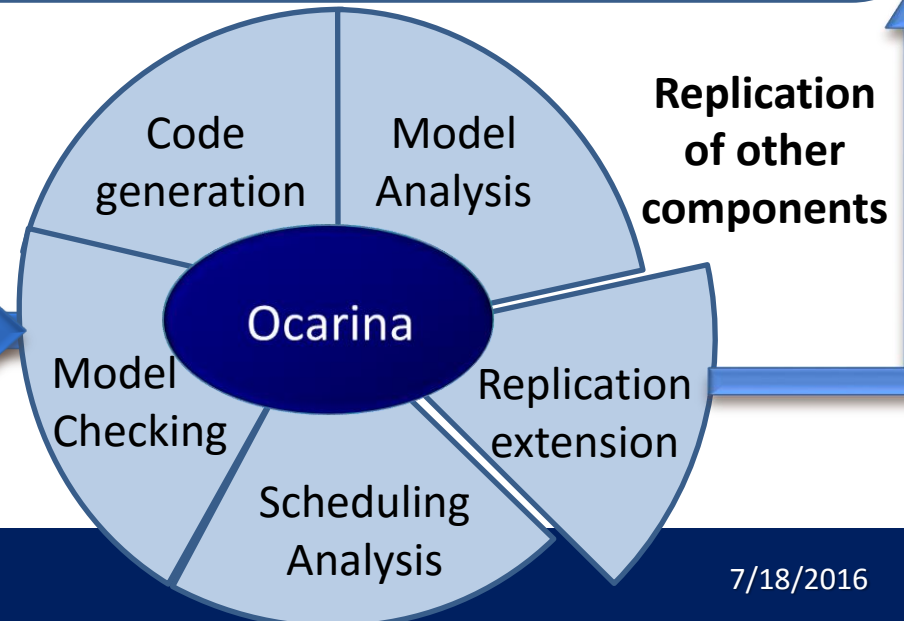 Code
generation
Model
Analysis
Replication
of other
components
Ocarina
Model
Checking
Replication
extension
Scheduling
Analysis
7/18/2016